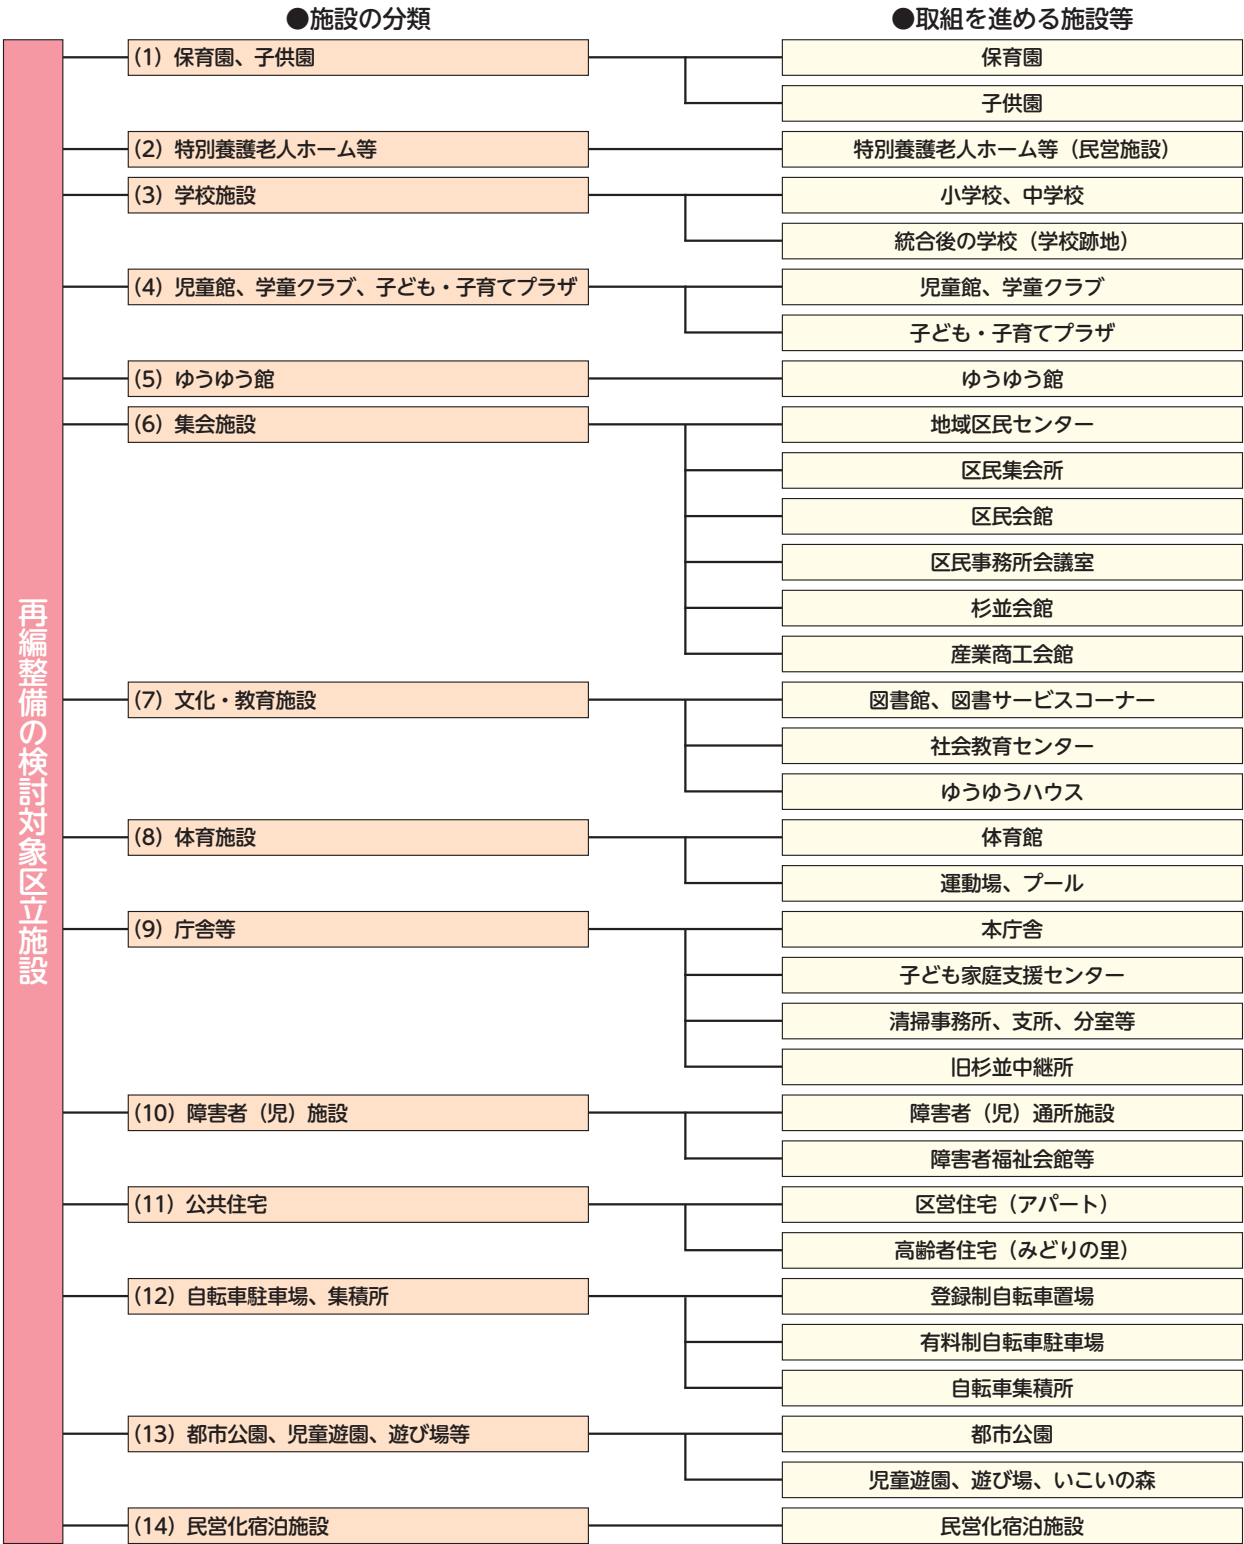 ●施設の分類
●取組を進める施設等
再編整備の検討対象区立施設
(1) 保育園、子供園
保育園
子供園
(2) 特別養護老人ホーム等
特別養護老人ホーム等（民営施設）
(3) 学校施設
小学校、中学校
統合後の学校（学校跡地）
(4) 児童館、学童クラブ、子ども・子育てプラザ
児童館、学童クラブ
子ども・子育てプラザ
(5) ゆうゆう館
ゆうゆう館
(6) 集会施設
地域区民センター
区民集会所
区民会館
区民事務所会議室
杉並会館
産業商工会館
(7) 文化・教育施設
図書館、図書サービスコーナー
社会教育センター
ゆうゆうハウス
(8) 体育施設
体育館
運動場、プール
(9) 庁舎等
本庁舎
子ども家庭支援センター
清掃事務所、支所、分室等
旧杉並中継所
(10) 障害者（児）施設
障害者（児）通所施設
障害者福祉会館等
(11) 公共住宅
区営住宅（アパート）
高齢者住宅（みどりの里）
(12) 自転車駐車場、集積所
登録制自転車置場
有料制自転車駐車場
自転車集積所
(13) 都市公園、児童遊園、遊び場等
都市公園
児童遊園、遊び場、いこいの森
(14) 民営化宿泊施設
民営化宿泊施設